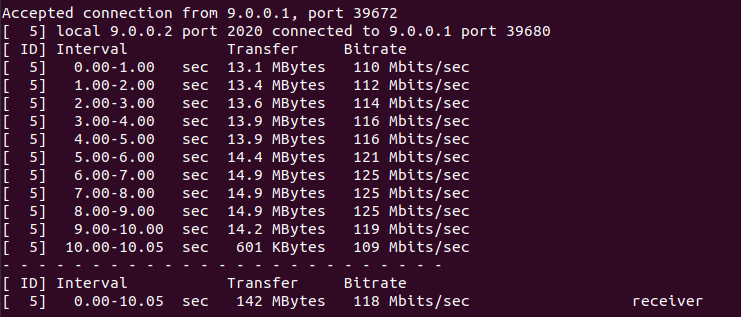 Accepted connection from 9.0.0.1, port 39672
[  5] local 9.0.0.2 port 2020 connected to 9.0.0.1 port 39680
[ ID] Interval           Transfer     Bitrate
[  5]   0.00-1.00   sec  13.1 MBytes   110 Mbits/sec
[  5]   1.00-2.00   sec  13.4 MBytes   112 Mbits/sec
[  5]   2.00-3.00   sec  13.6 MBytes   114 Mbits/sec
[  5]   3.00-4.00   sec  13.9 MBytes   116 Mbits/sec
[  5]   4.00-5.00   sec  13.9 MBytes   116 Mbits/sec
[  5]   5.00-6.00   sec  14.4 MBytes   121 Mbits/sec
[  5]   6.00-7.00   sec  14.9 MBytes   125 Mbits/sec
[  5]   7.00-8.00   sec  14.9 MBytes   125 Mbits/sec
[  5]   8.00-9.00   sec  14.9 MBytes   125 Mbits/sec
[  5]   9.00-10.00  sec  14.2 MBytes   119 Mbits/sec
[  5]  10.00-10.05  sec   601 KBytes   109 Mbits/sec
- - - - - - - - - - - - - - - - - - - - - - - - -
[ ID] Interval           Transfer     Bitrate
[  5]   0.00-10.05  sec   142 MBytes   118 Mbits/sec                  receiver